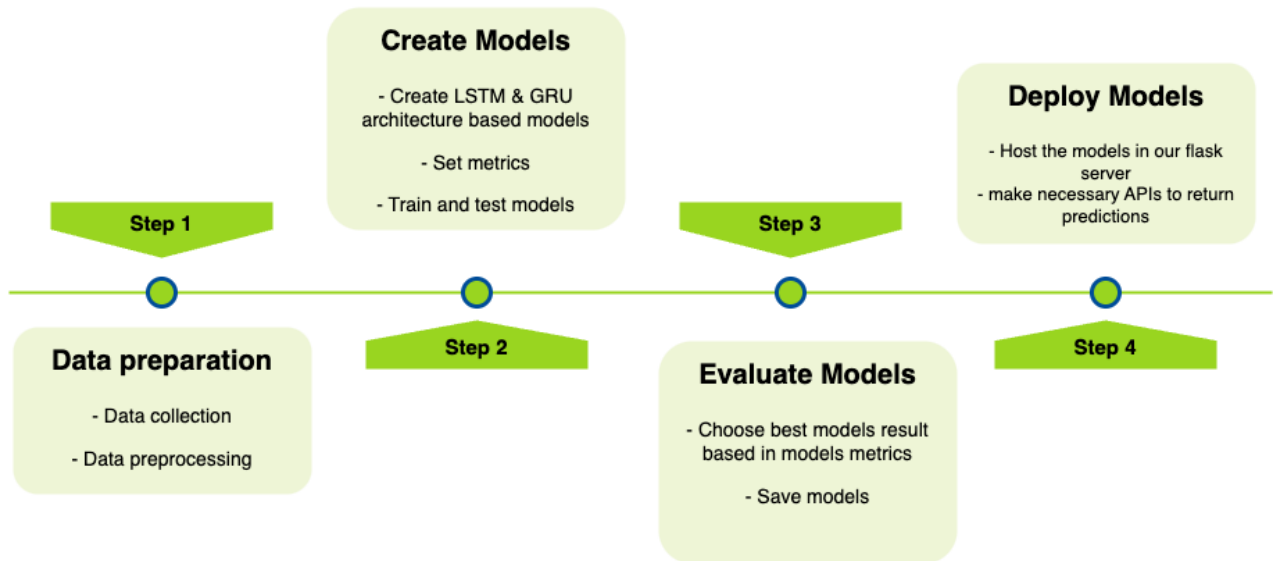 Step 1
Data preparation
- Data collection
- Data preprocessing
Create Models
- Create LSTM & GRU
architecture based models
- Set metrics
- Train and test models
Step 2
Step 3
Evaluate Models
- Choose best models result
based in models metrics
- Save models
Deploy Models
- Host the models in our flask
server
- make necessary APIs to return
predictions
Step 4